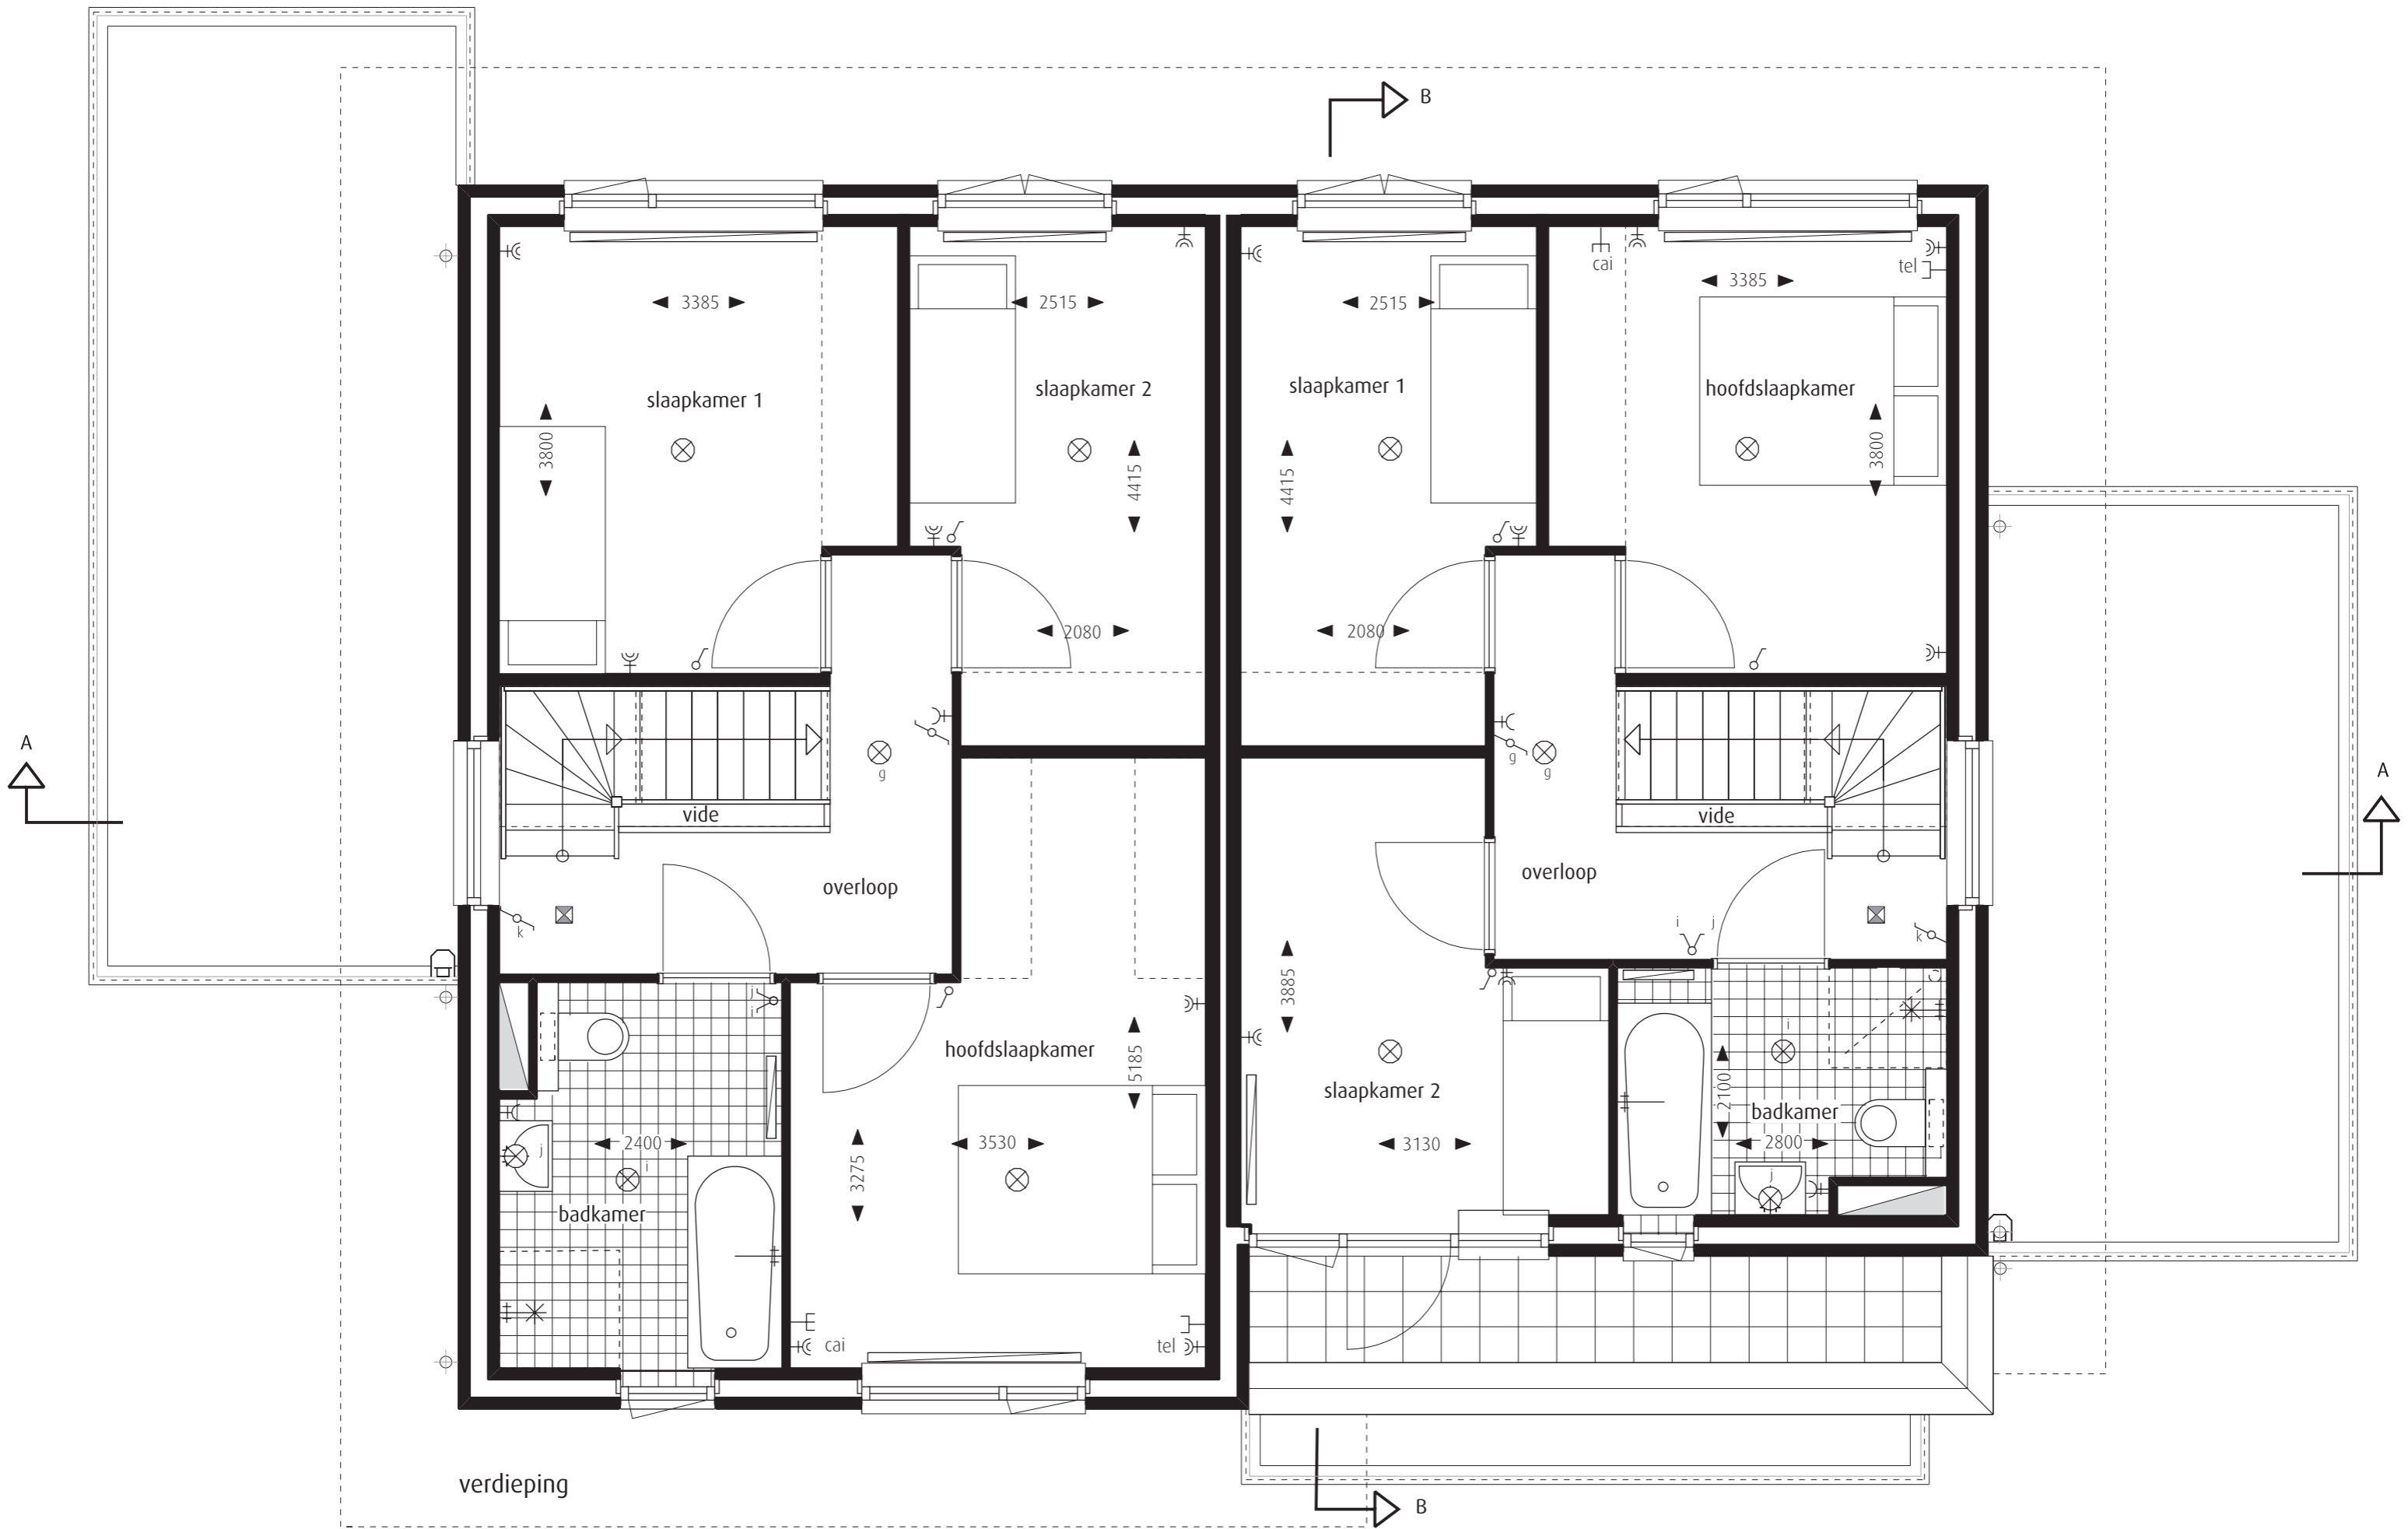 B
cai
tel
3385
2515
2515
3385
slaapkamer 1
slaapkamer 2
slaapkamer 1
hoofdslaapkamer
3800
4415
4415
3800
2080
2080
A
g
g
g
A
vide
vide
overloop
overloop
k
i j
k
j
i
3885
i
hoofdslaapkamer
5185
slaapkamer 2
2100
badkamer
2400
j
i
3275
3530
3130
2800
j
badkamer
cai
tel
verdieping
B